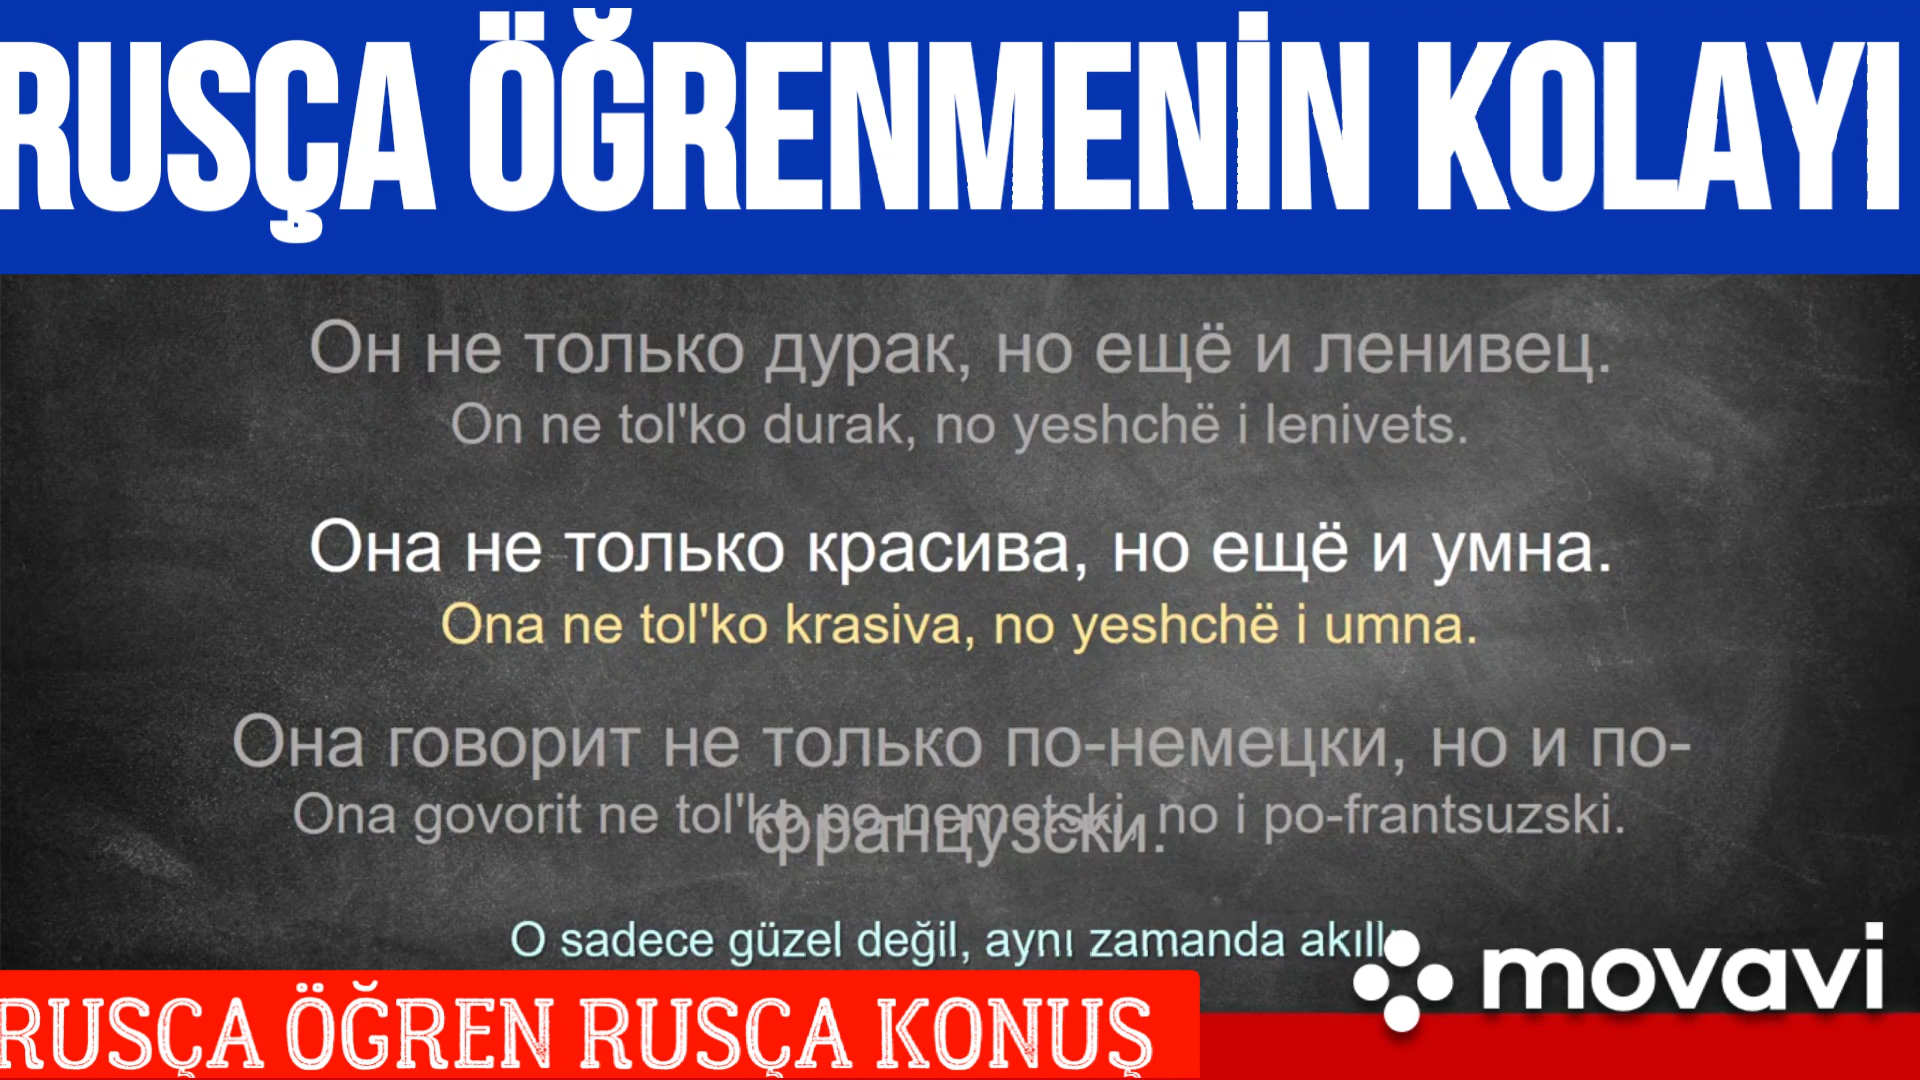 RUSÇA ÖĞRENMENİN KOLAYI
Он не только дурак, но ещё и ленивец.
On ne tol'ko durak, no yeshchë i lenivets.
Она не только красива, но ещё и умна.
Ona ne tol'ko krasiva, no yeshchë i umna.
Она говорит не только по-немецки, но и по-
французски.
Ona govorit ne tol'ko po-nemetski, no i po-frantsuzski.
O sadece güzel değil, aynı zamanda
movavi
RUSÇA ÖĞREN RUSÇA KONUŞ